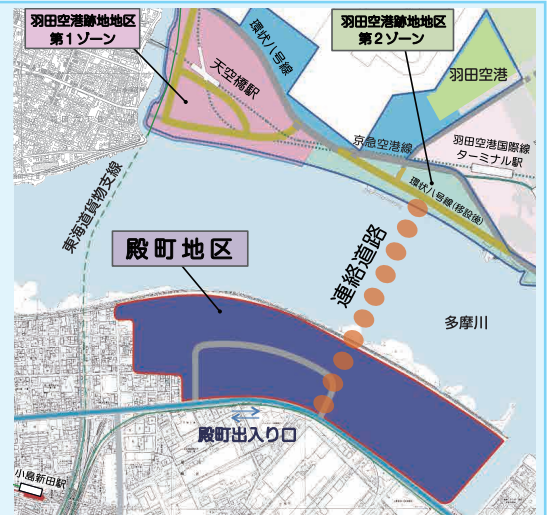 羽田空港跡地地区
第1ゾーン
羽田空港跡地地区
第2ゾーン
環状八号線
天空橋駅
羽田空港
京急空港線
羽田空港国際線
ターミナル駅
環状八号線(移設後)
東海道貨物支線
殿町地区
連絡道路
多摩川
殿町出入り口
小島新田駅